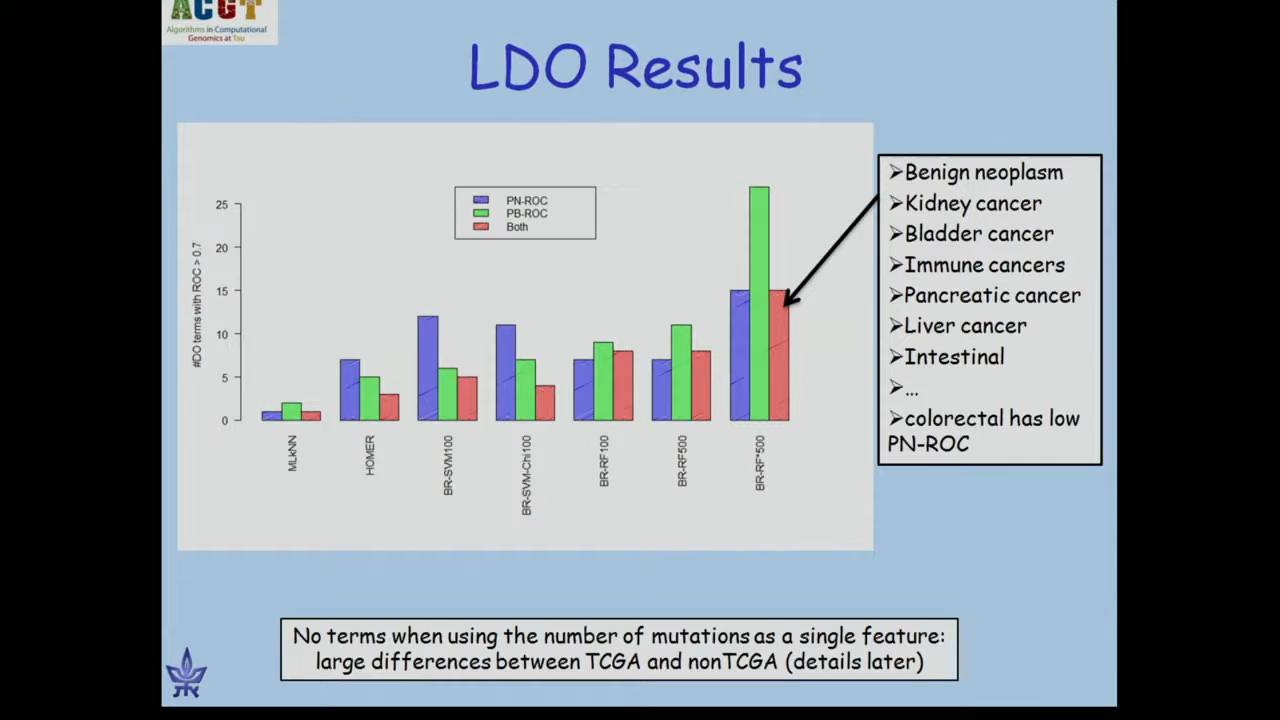 ACGT
Algorithms in Computational
Genomics at Tau
LDO Results
PN-ROC
PB-ROC
Both
#DO terms with ROC > 0.7
25
20
15
10
5
0
MLkNN
HOMER
BR-SVM100
BR-SVM-Chi100
BR-RF100
BR-RF500
BR-RF*500
➢Benign neoplasm
➢Kidney cancer
➢Bladder cancer
➢Immune cancers
➢Pancreatic cancer
➢Liver cancer
➢Intestinal
➢…
➢colorectal has low
PN-ROC
No terms when using the number of mutations as a single feature:
large differences between TCGA and nonTCGA (details later)